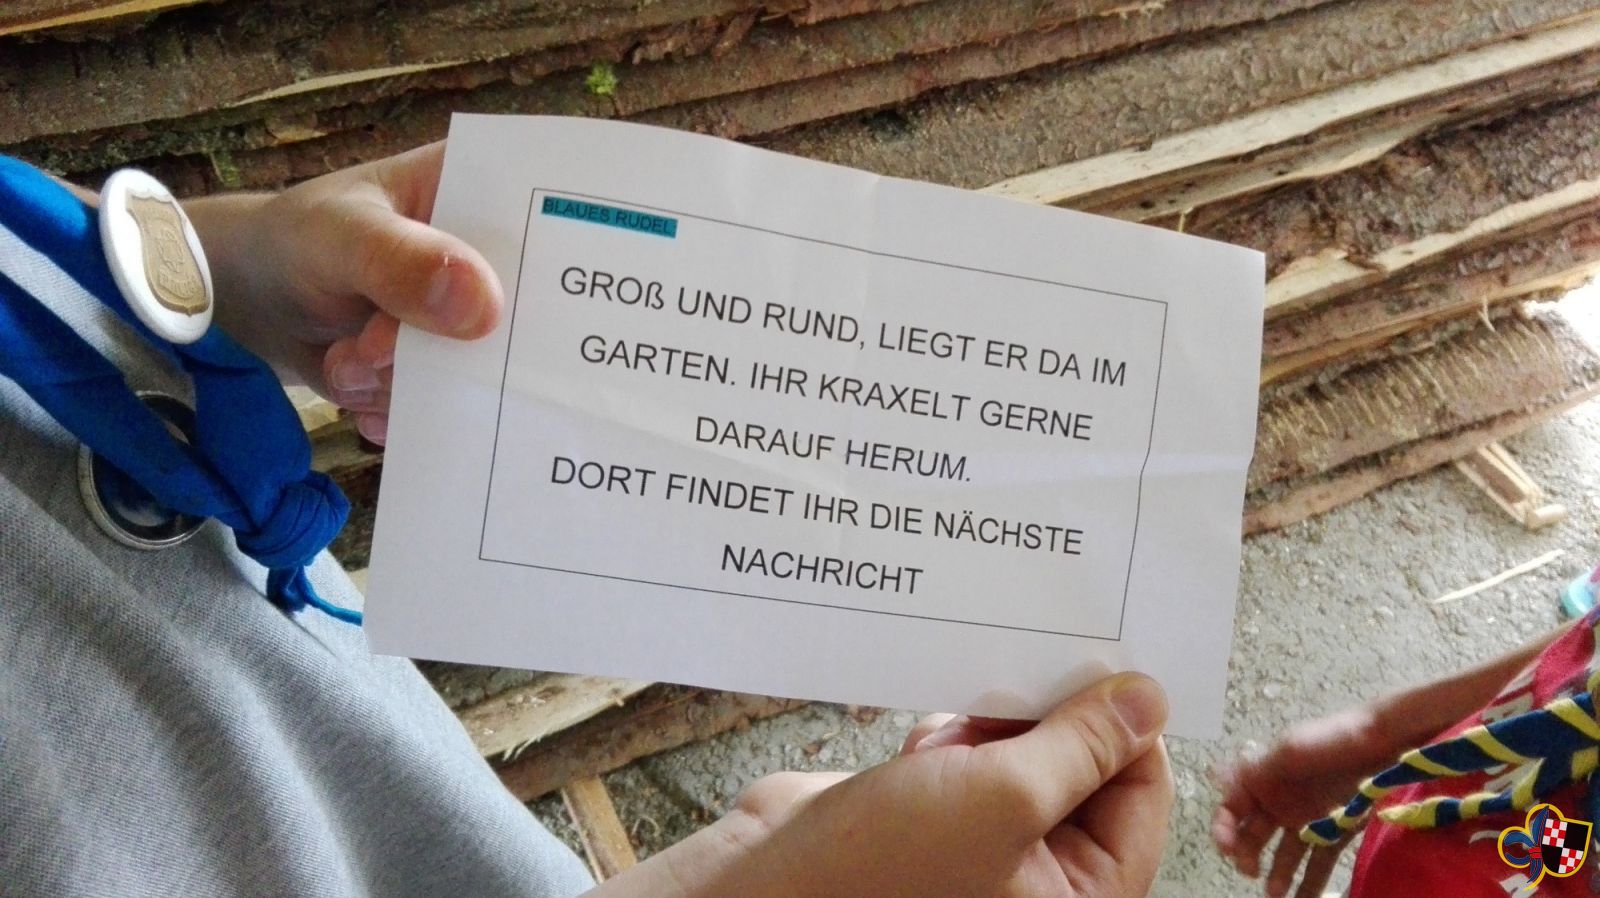 BLAUES RUDEL:
GROß UND RUND, LIEGT ER DA IM
GARTEN. IHR KRAXELT GERNE
DARAUF HERUM.
DORT FINDET IHR DIE NÄCHSTE
NACHRICHT